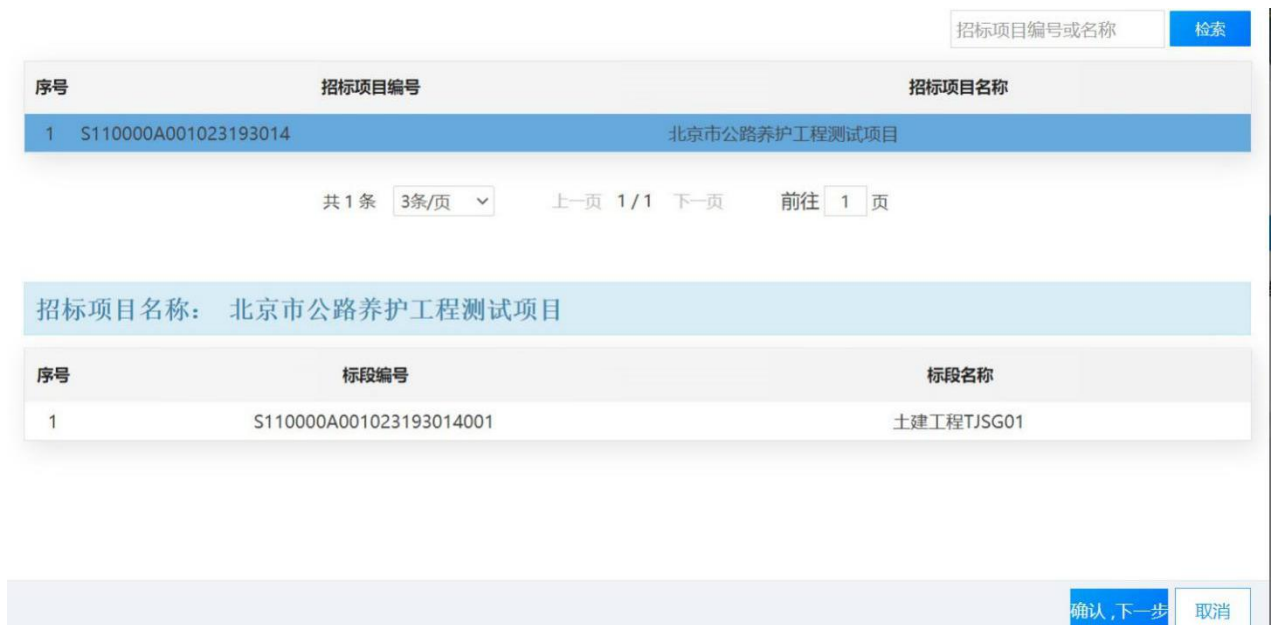 招标项目编号或名称 检索
序号 招标项目编号 招标项目名称
1 S110000A001023193014 北京市公路养护工程测试项目
共 1 条 3条/页 上一页 1 / 1 下一页 前往 1 页
招标项目名称： 北京市公路养护工程测试项目
序号 标段编号 标段名称
1 S110000A001023193014001 土建工程TJSG01
确认 ,下一步 取消